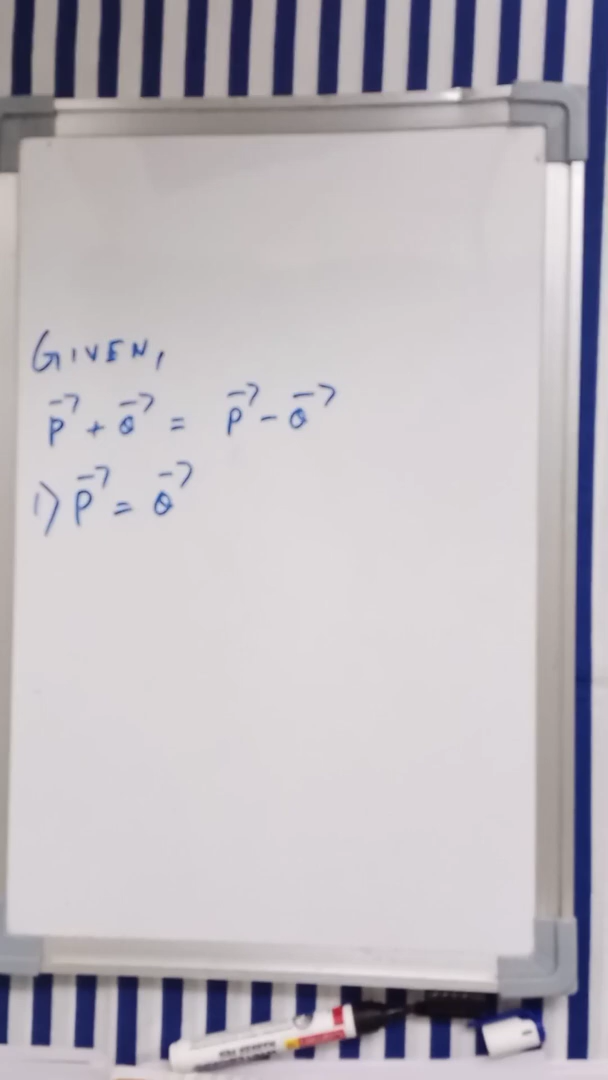 GIVEN,
P⃗ + Q⃗ = P⃗ - Q⃗
1) P⃗ = Q⃗